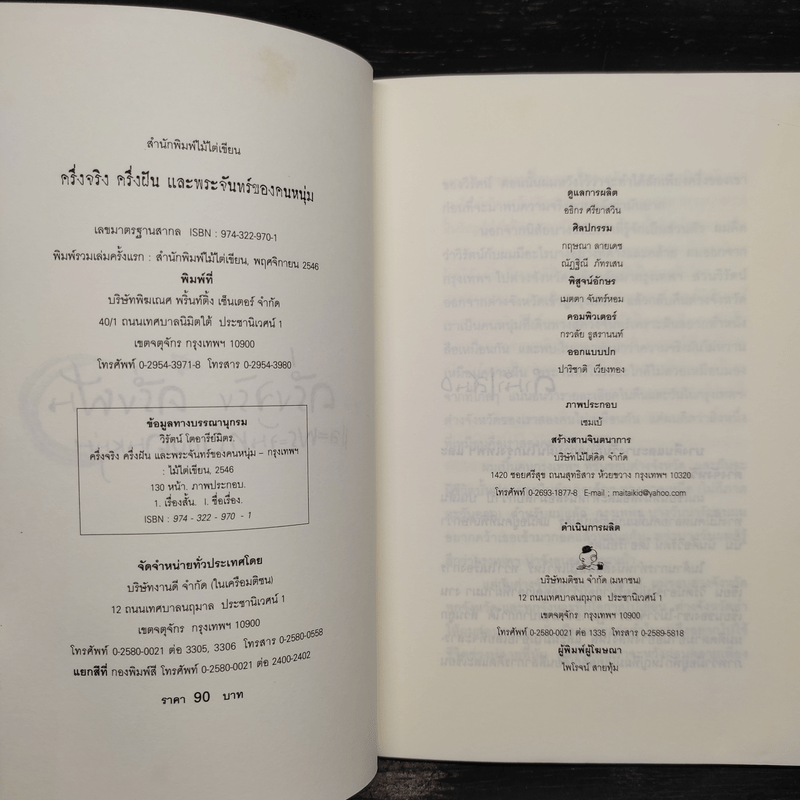 สำนักพิมพ์ไม้ไต่เขียน
ครึ่งจริง ครึ่งฝัน และพระจันทร์ของคนหนุ่ม
เลขมาตรฐานสากล ISBN : 974-322-970-1
พิมพ์รวมเล่มครั้งแรก : สำนักพิมพ์ไม้ไต่เขียน, พฤศจิกายน 2546
พิมพ์ที่
บริษัทพิฆเณศ พริ้นท์ติ้ง เซ็นเตอร์ จำกัด
40/1 ถนนเทศบาลนิมิตใต้ ประชานิเวศน์ 1
เขตจตุจักร กรุงเทพฯ 10900
โทรศัพท์ 0-2954-3971-8 โทรสาร 0-2954-3980
ข้อมูลทางบรรณานุกรม
วิรัตน์ โตอารีย์มิตร.
ครึ่งจริง ครึ่งฝัน และพระจันทร์ของคนหนุ่ม – กรุงเทพฯ
: ไม้ไต่เขียน, 2546
130 หน้า. ภาพประกอบ.
1. เรื่องสั้น. I. ชื่อเรื่อง.
ISBN : 974 - 322 - 970 - 1
จัดจำหน่ายทั่วประเทศโดย
บริษัทงานดี จำกัด (ในเครือมติชน)
12 ถนนเทศบาลนฤมาล ประชานิเวศน์ 1
เขตจตุจักร กรุงเทพฯ 10900
โทรศัพท์ 0-2580-0021 ต่อ 3305, 3306 โทรสาร 0-2580-0558
แยกสีที่ กองพิมพ์สี โทรศัพท์ 0-2580-0021 ต่อ 2400-2402
ราคา 90 บาท
ดูแลการผลิต
อธิกร ศรียาสวิน
ศิลปกรรม
กฤษณา ลายเดช
ณัฏฐิณี ภัทรเสน
พิสูจน์อักษร
เมตตา จันทร์หอม
คอมพิวเตอร์
กรวลัย ธูสรานนท์
ออกแบบปก
ปาริชาติ เวียงทอง
ภาพประกอบ
เซมเบ้
สร้างสานจินตนาการ
บริษัทไม้ไต่คิด จำกัด
1420 ซอยศรีสุข ถนนสุทธิสาร ห้วยขวาง กรุงเทพฯ 10320
โทรศัพท์ 0-2693-1877-8 E-mail ; maitaikid@yahoo.com
ดำเนินการผลิต
บริษัทมติชน จำกัด (มหาชน)
12 ถนนเทศบาลนฤมาล ประชานิเวศน์ 1
เขตจตุจักร กรุงเทพฯ 10900
โทรศัพท์ 0-2580-0021 ต่อ 1335 โทรสาร 0-2589-5818
ผู้พิมพ์ผู้โฆษณา
ไพโรจน์ สายทุ้ม